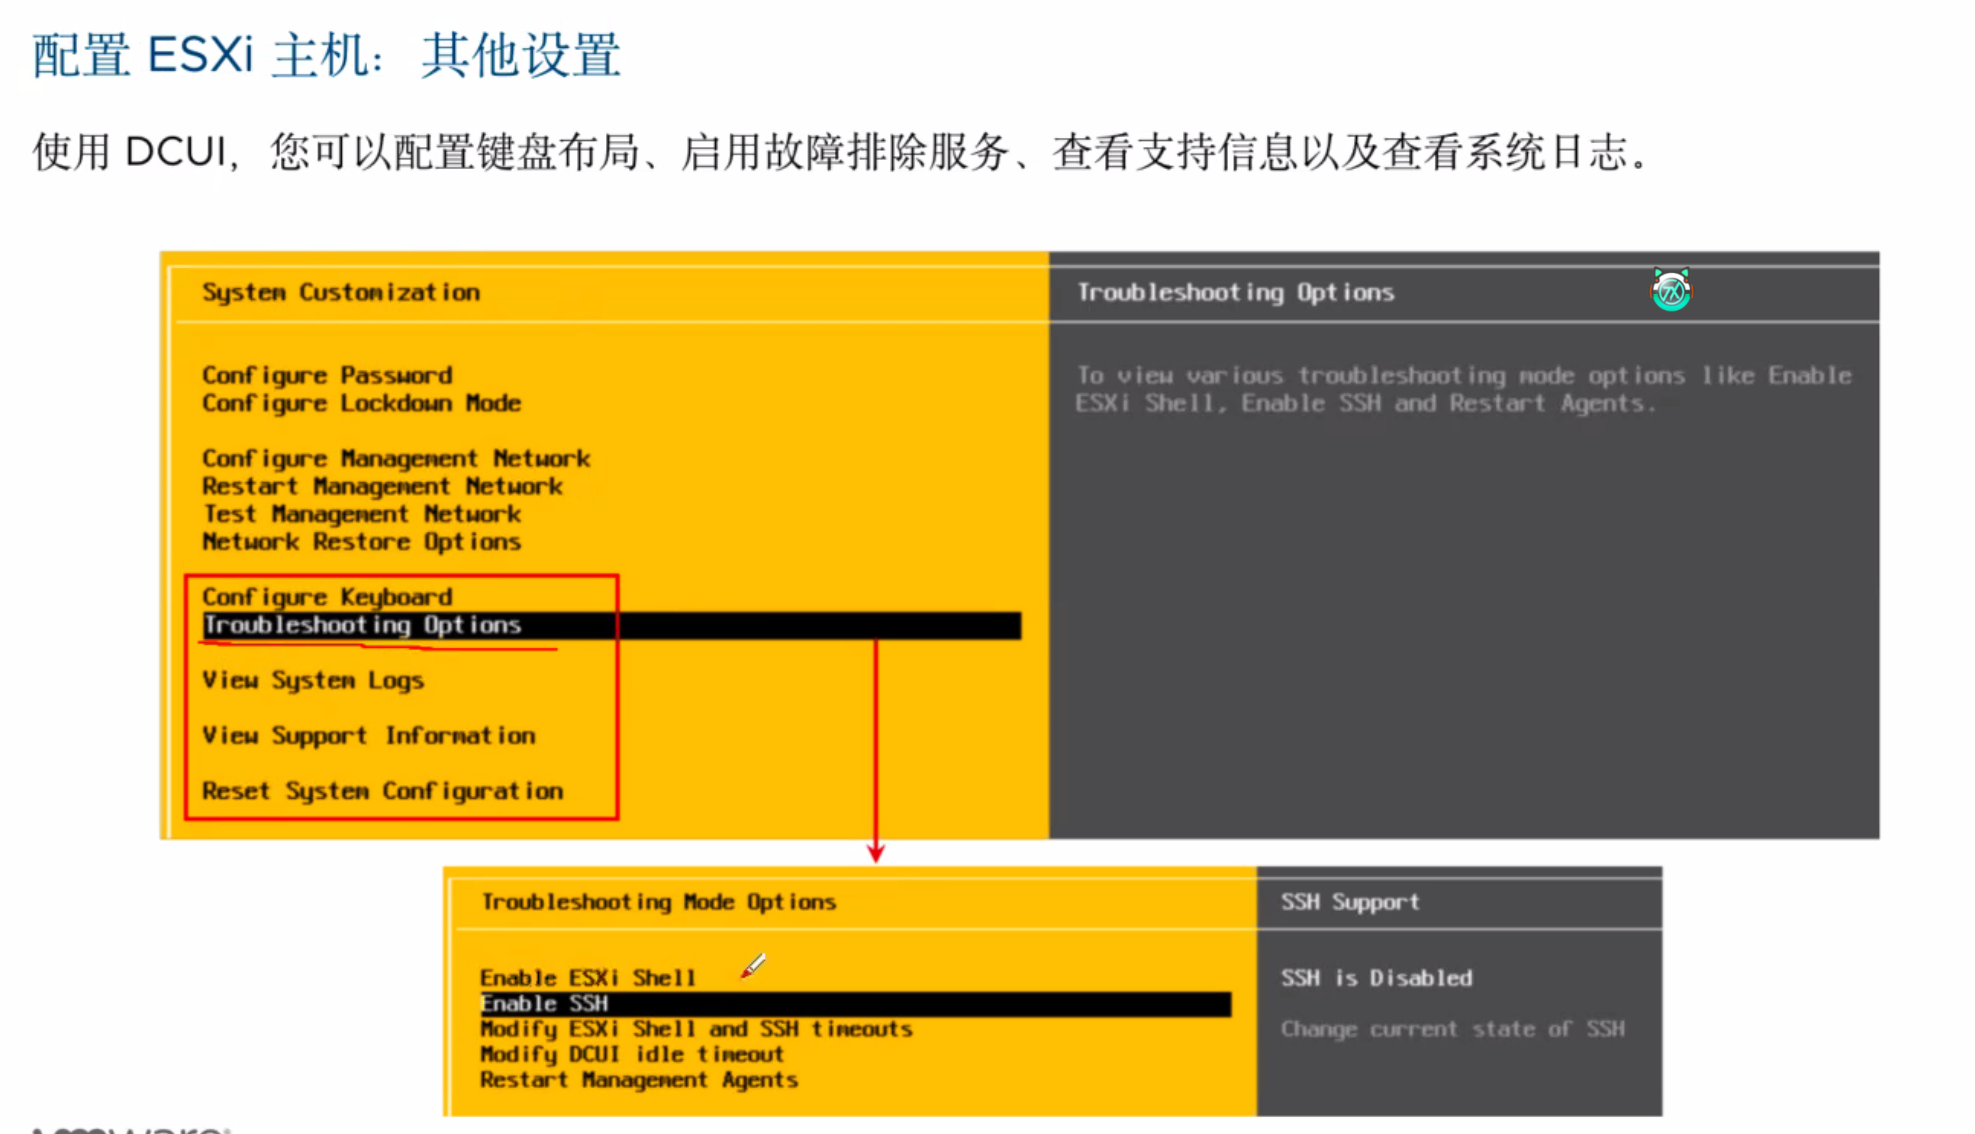 配置 ESXi 主机：其他设置
使用 DCUI，您可以配置键盘布局、启用故障排除服务、查看支持信息以及查看系统日志。
System Customization
Configure Password
Configure Lockdown Mode
Configure Management Network
Restart Management Network
Test Management Network
Network Restore Options
Configure Keyboard
Troubleshooting Options
View System Logs
View Support Information
Reset System Configuration
Troubleshooting Options
To view various troubleshooting mode options like Enable
ESXi Shell, Enable SSH and Restart Agents.
Troubleshooting Mode Options
Enable ESXi Shell
Enable SSH
Modify ESXi Shell and SSH timeouts
Modify DCUI idle timeout
Restart Management Agents
SSH Support
SSH is Disabled
Change current state of SSH